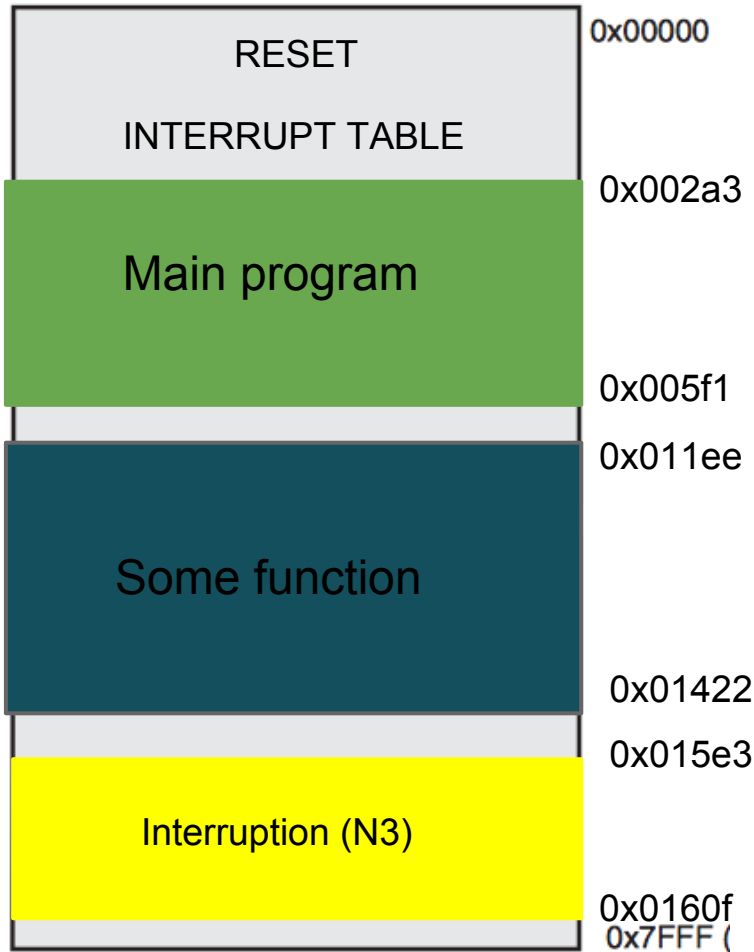 0x00000
RESET
INTERRUPT TABLE
0x002a3
Main program
0x005f1
0x011ee
Some function
0x01422
0x015e3
Interruption (N3)
0x0160f
0x7FFF (